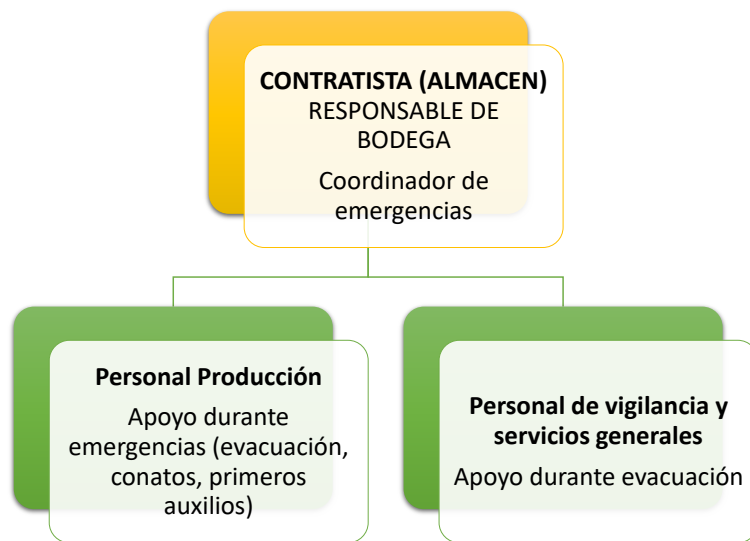 CONTRATISTA (ALMACEN)
RESPONSABLE DE
BODEGA
Coordinador de
emergencias
Personal Producción
Apoyo durante
emergencias (evacuación,
conatos, primeros
auxilios)
Personal de vigilancia y
servicios generales
Apoyo durante evacuación